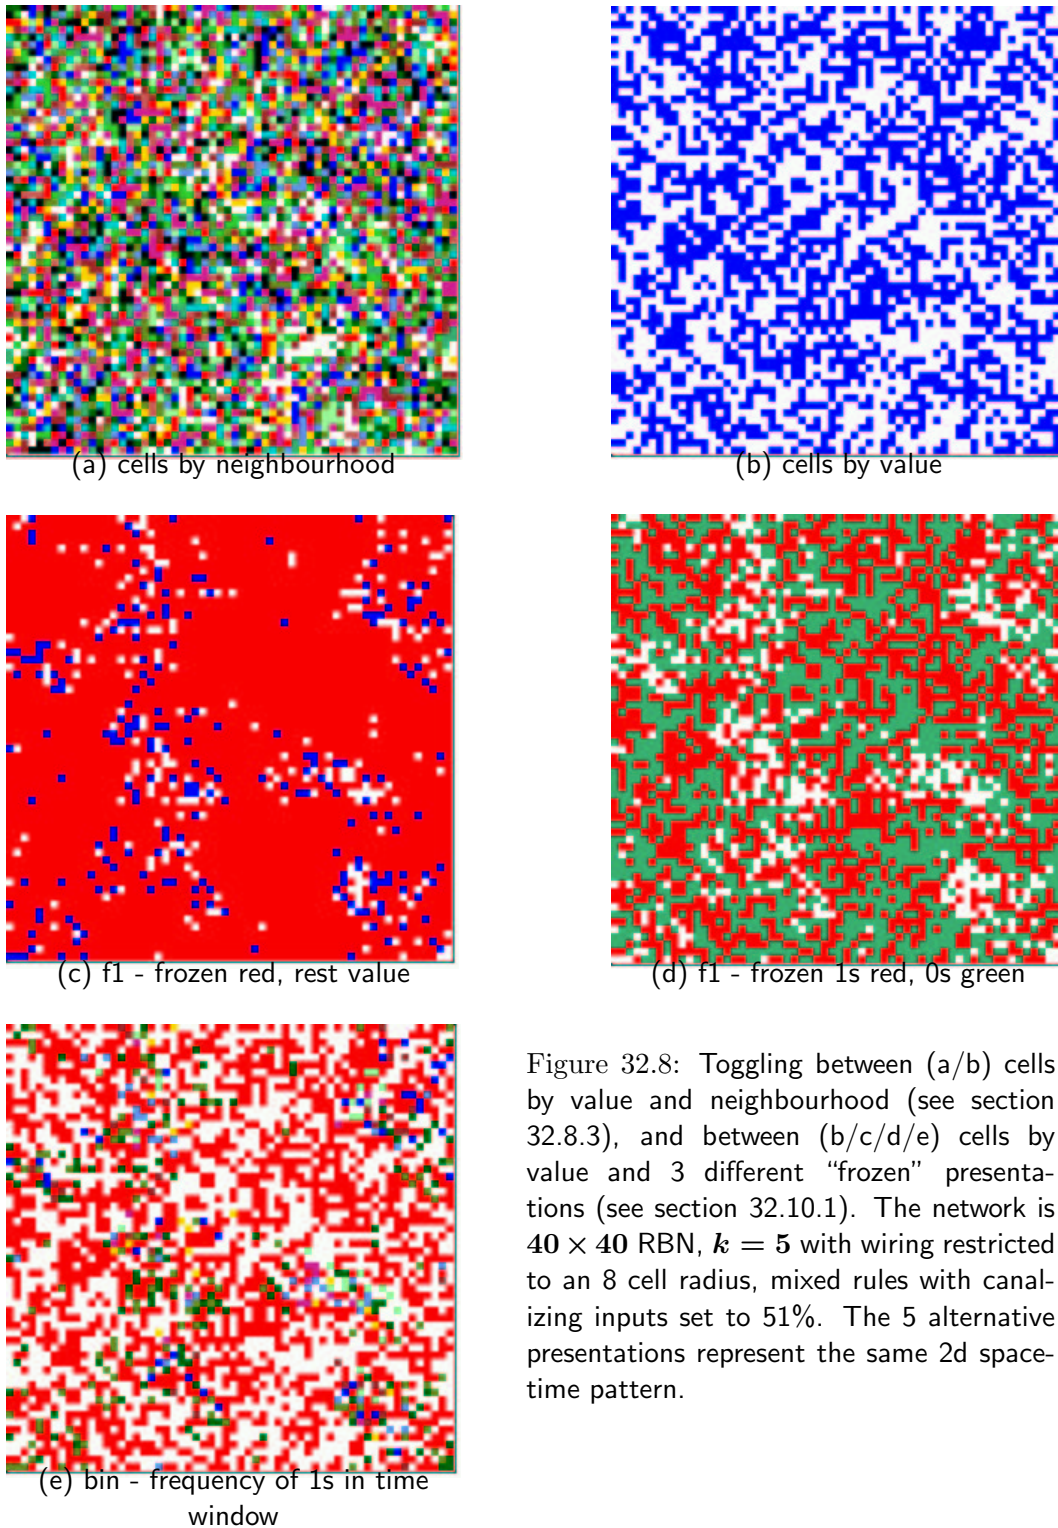 (a) cells by neighbourhood
(b) cells by value
(c) f1 - frozen red, rest value
(d) f1 - frozen 1s red, 0s green
(e) bin - frequency of 1s in time
window
Figure 32.8: Toggling between (a/b) cells
by value and neighbourhood (see section
32.8.3), and between (b/c/d/e) cells by
value and 3 different “frozen” presenta-
tions (see section 32.10.1). The network is
40 × 40 RBN, k = 5 with wiring restricted
to an 8 cell radius, mixed rules with canal-
izing inputs set to 51%. The 5 alternative
presentations represent the same 2d space-
time pattern.